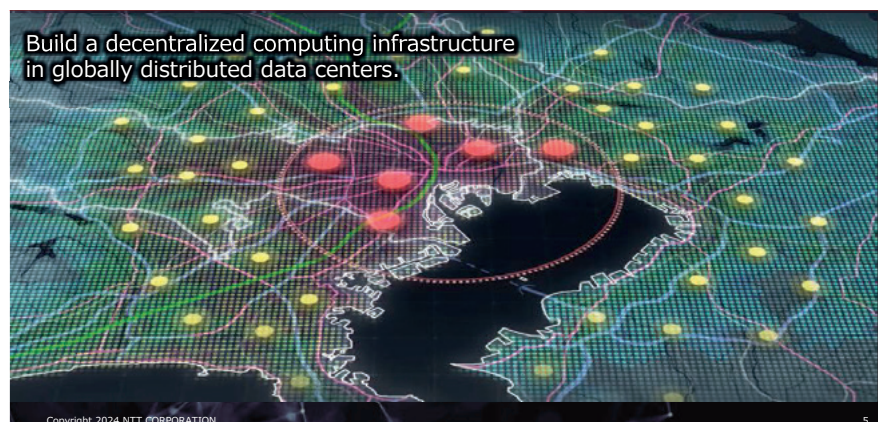 Build a decentralized computing infrastructure
in globally distributed data centers.
Copyright 2024 NTT CORPORATION
5